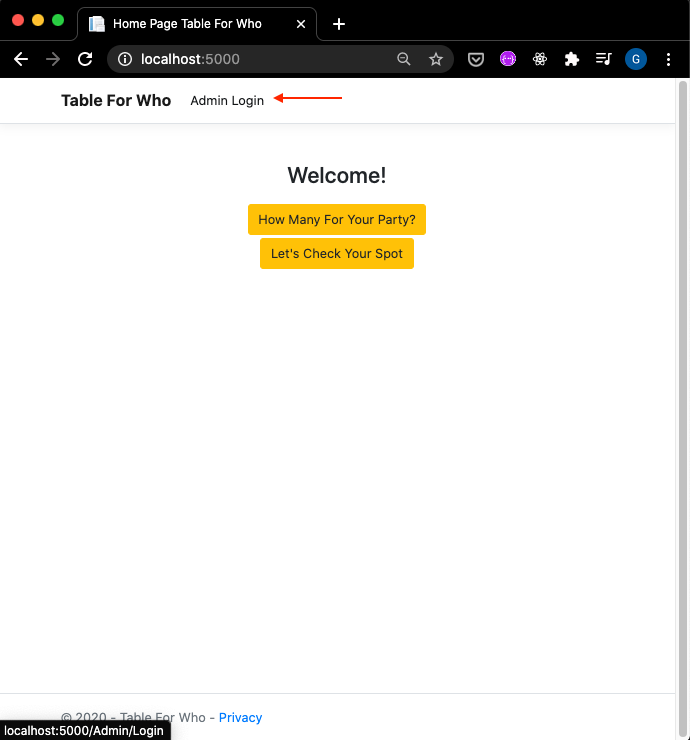 Home Page Table For Who
localhost:5000
G
Table For Who Admin Login
Welcome!
How Many For Your Party?
Let's Check Your Spot
© 2020 - Table For Who - Privacy
localhost:5000/Admin/Login